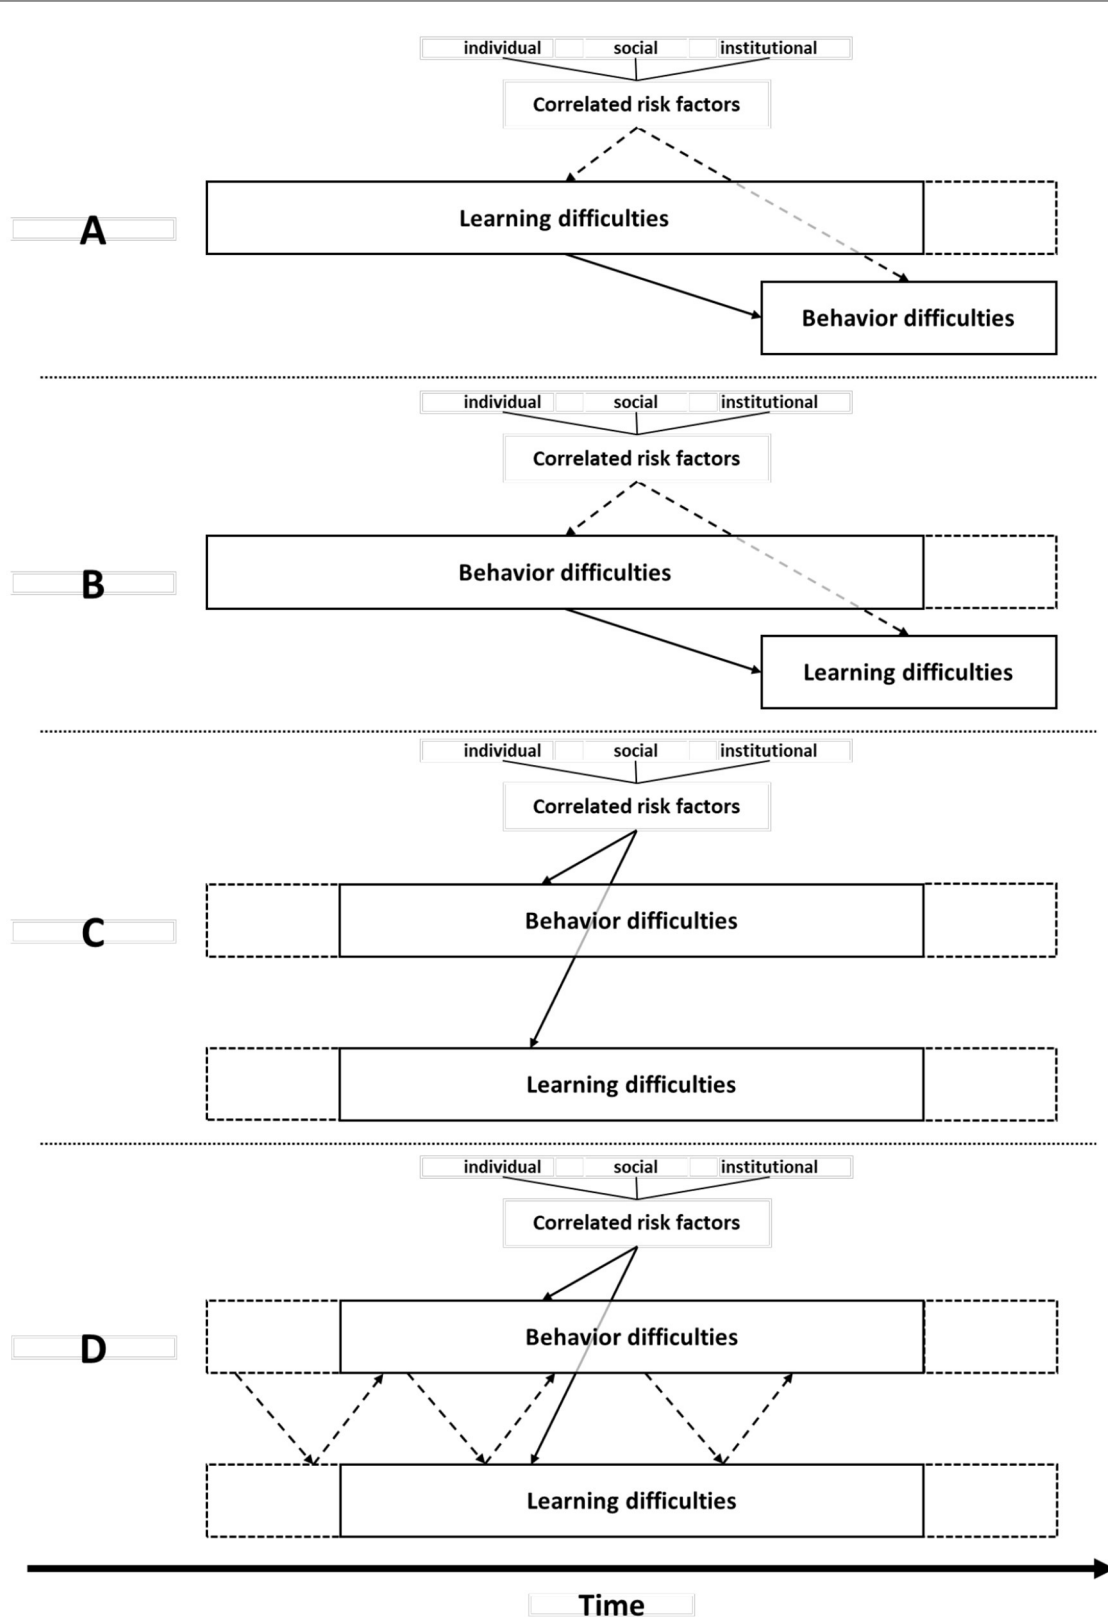 individual social institutional
Correlated risk factors
A
Learning difficulties
Behavior difficulties
individual social institutional
Correlated risk factors
B
Behavior difficulties
Learning difficulties
individual social institutional
Correlated risk factors
C
Behavior difficulties
Learning difficulties
individual social institutional
Correlated risk factors
D
Behavior difficulties
Learning difficulties
Time